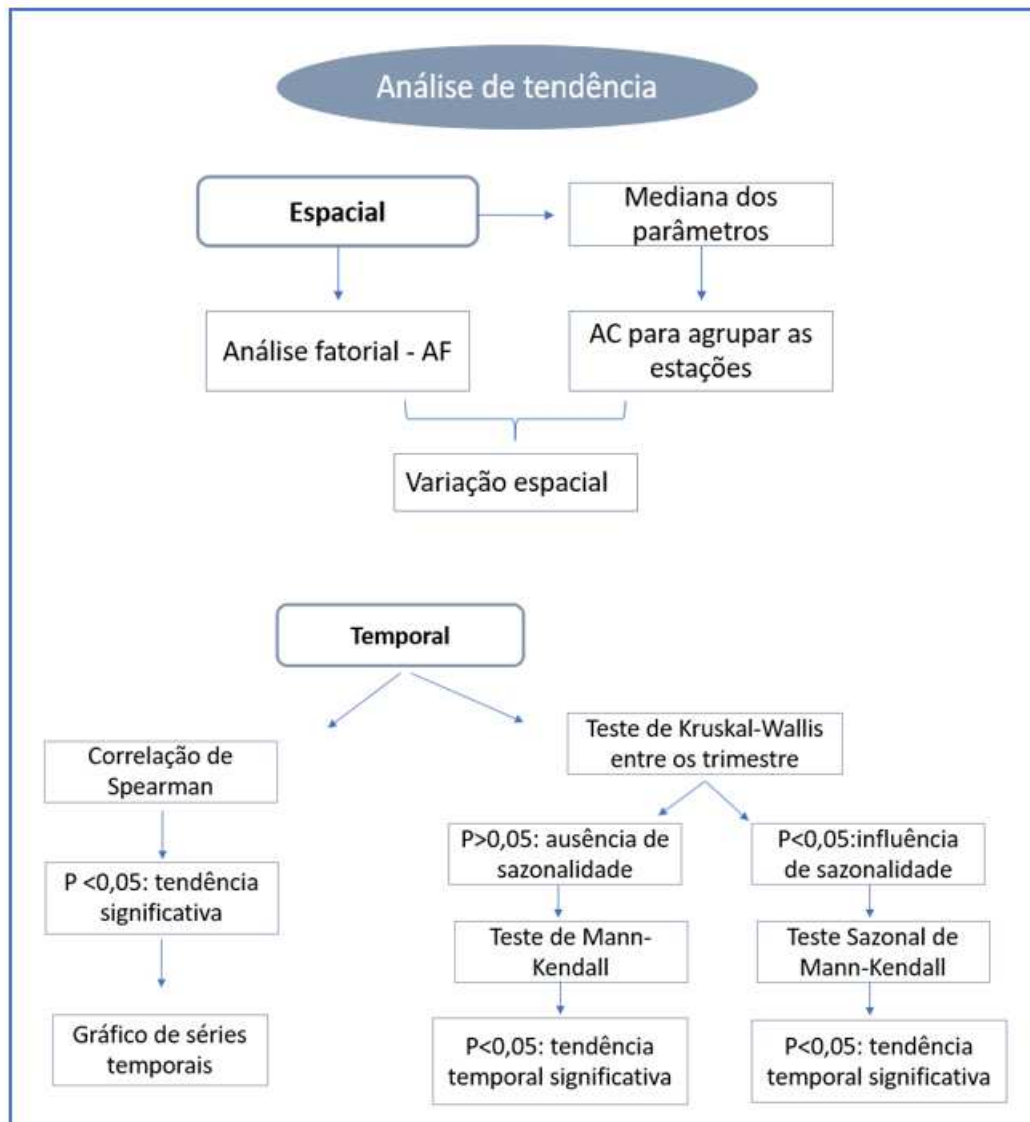 Análise de tendência
Espacial
Mediana dos
parâmetros
Análise fatorial - AF
AC para agrupar as
estações
Variação espacial
Temporal
Correlação de
Spearman
P <0,05: tendência
significativa
Gráfico de séries
temporais
Teste de Kruskal-Wallis
entre os trimestre
P>0,05: ausência de
sazonalidade
Teste de Mann-
Kendall
P<0,05: tendência
temporal significativa
P<0,05:influência
de sazonalidade
Teste Sazonal de
Mann-Kendall
P<0,05: tendência
temporal significativa